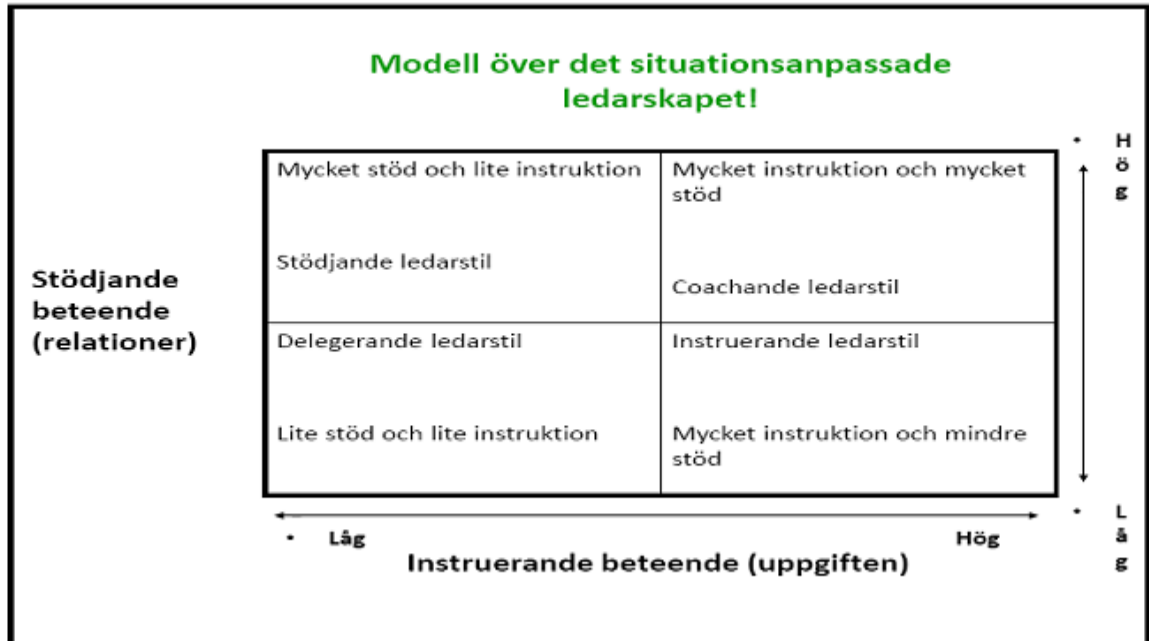 Modell över det situationsanpassade
ledarskapet!
• Hög
Mycket stöd och lite instruktion
Mycket instruktion och mycket
stöd
Stödjande ledarstil
Coachande ledarstil
Stödjande
beteende
(relationer)
Delegerande ledarstil
Instruerande ledarstil
Lite stöd och lite instruktion
Mycket instruktion och mindre
stöd
• Låg
• Låg
Hög
Instruerande beteende (uppgiften)